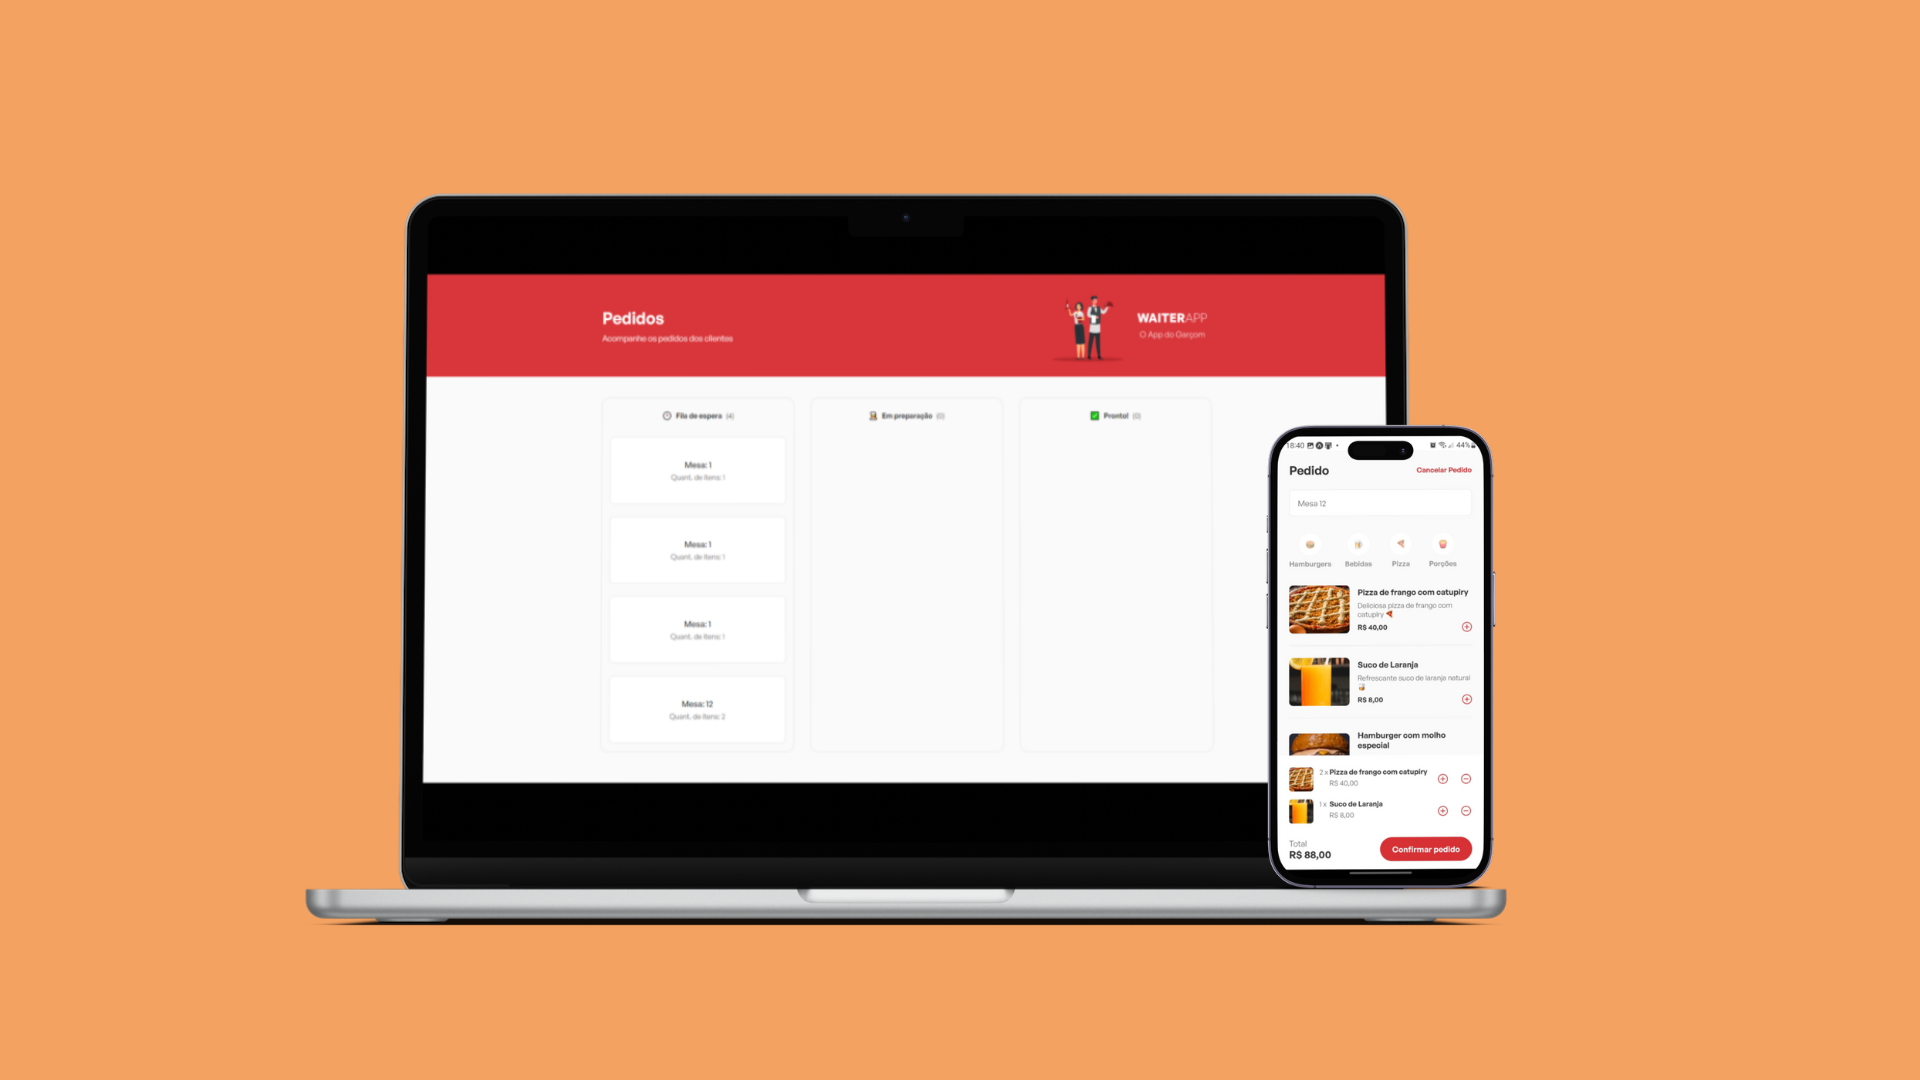 Pedidos
Acompanhe os pedidos dos clientes
WAITERAPP
O App do Garçom
Fila de espera (4)
Mesa: 1
Quant. de itens: 1
Mesa: 1
Quant. de itens: 1
Mesa: 1
Quant. de itens: 1
Mesa: 12
Quant. de itens: 2
Em preparação (0)
Pronto! (0)
18:40
44%
Pedido
Cancelar Pedido
Mesa 12
Hamburgers
Bebidas
Pizza
Porções
Pizza de frango com catupiry
Deliciosa pizza de frango com
catupiry 🍕
R$ 40,00
Suco de Laranja
Refrescante suco de laranja natural
R$ 8,00
Hamburger com molho
especial
2 x Pizza de frango com catupiry
R$ 40,00
1 x Suco de Laranja
R$ 8,00
Total
R$ 88,00
Confirmar pedido